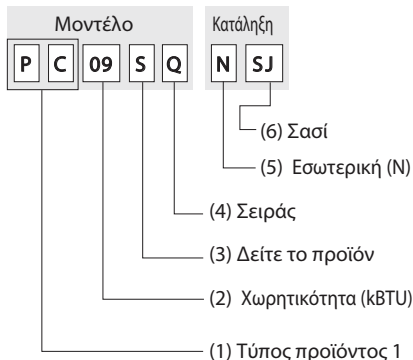 Μοντέλο Κατάληξη
P C 09 S Q N SJ
(6) Σασί
(5) Εσωτερική (N)
(4) Σειράς
(3) Δείτε το προϊόν
(2) Χωρητικότητα (kBTU)
(1) Τύπος προϊόντος 1